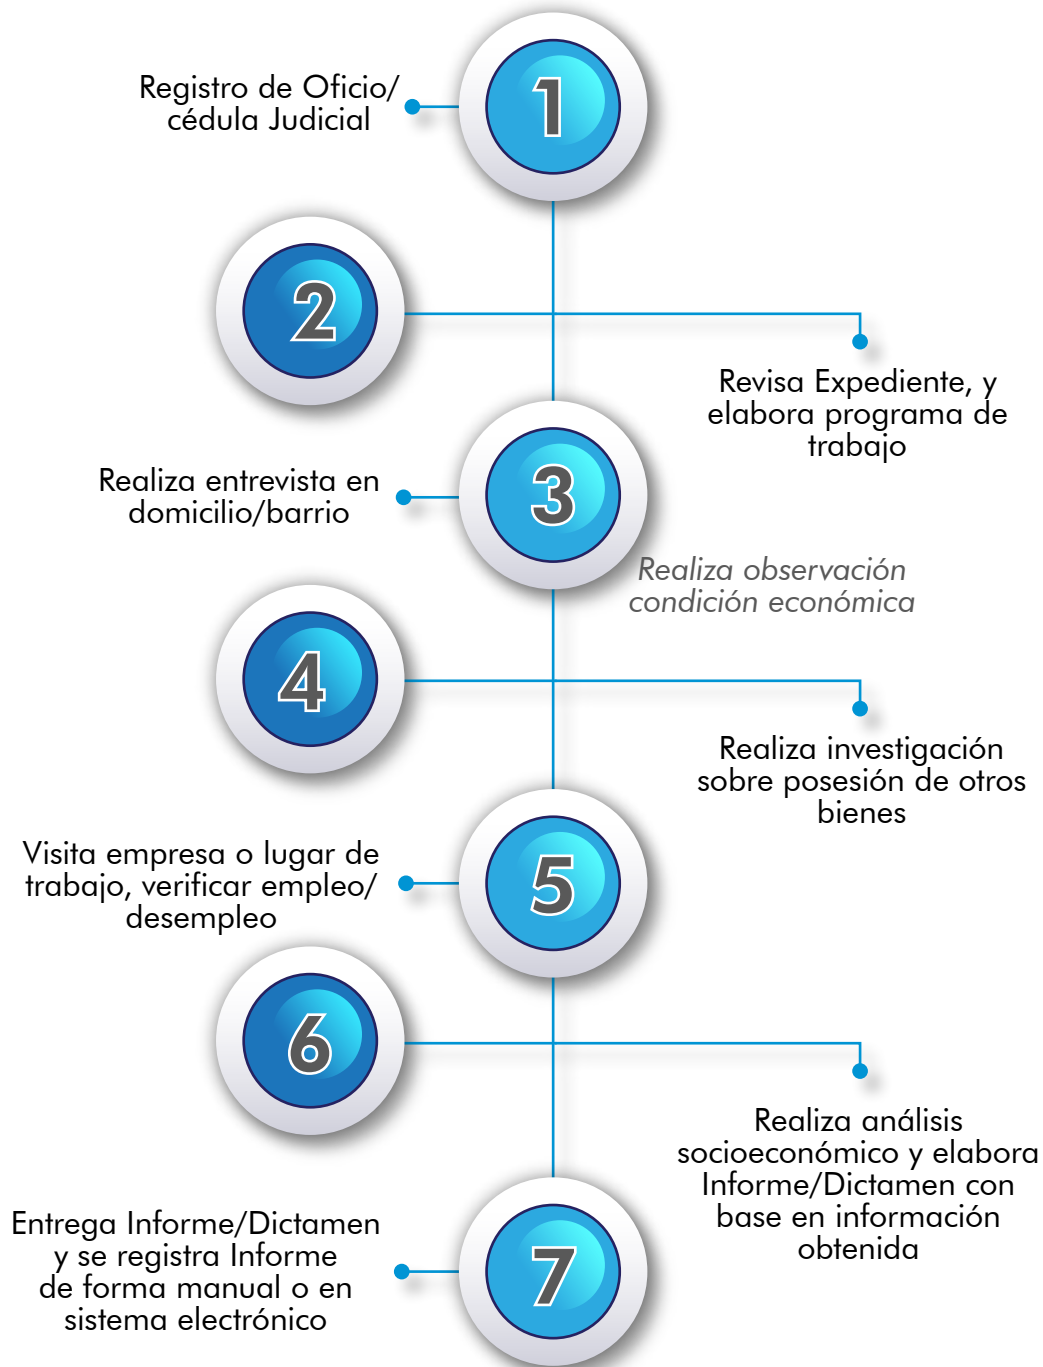 1
Registro de Oficio/
cédula Judicial
2
Revisa Expediente, y
elabora programa de
trabajo
3
Realiza entrevista en
domicilio/barrio
Realiza observación
condición económica
4
Realiza investigación
sobre posesión de otros
bienes
5
Visita empresa o lugar de
trabajo, verificar empleo/
desempleo
6
Realiza análisis
socioeconómico y elabora
Informe/Dictamen con
base en información
obtenida
7
Entrega Informe/Dictamen
y se registra Informe
de forma manual o en
sistema electrónico